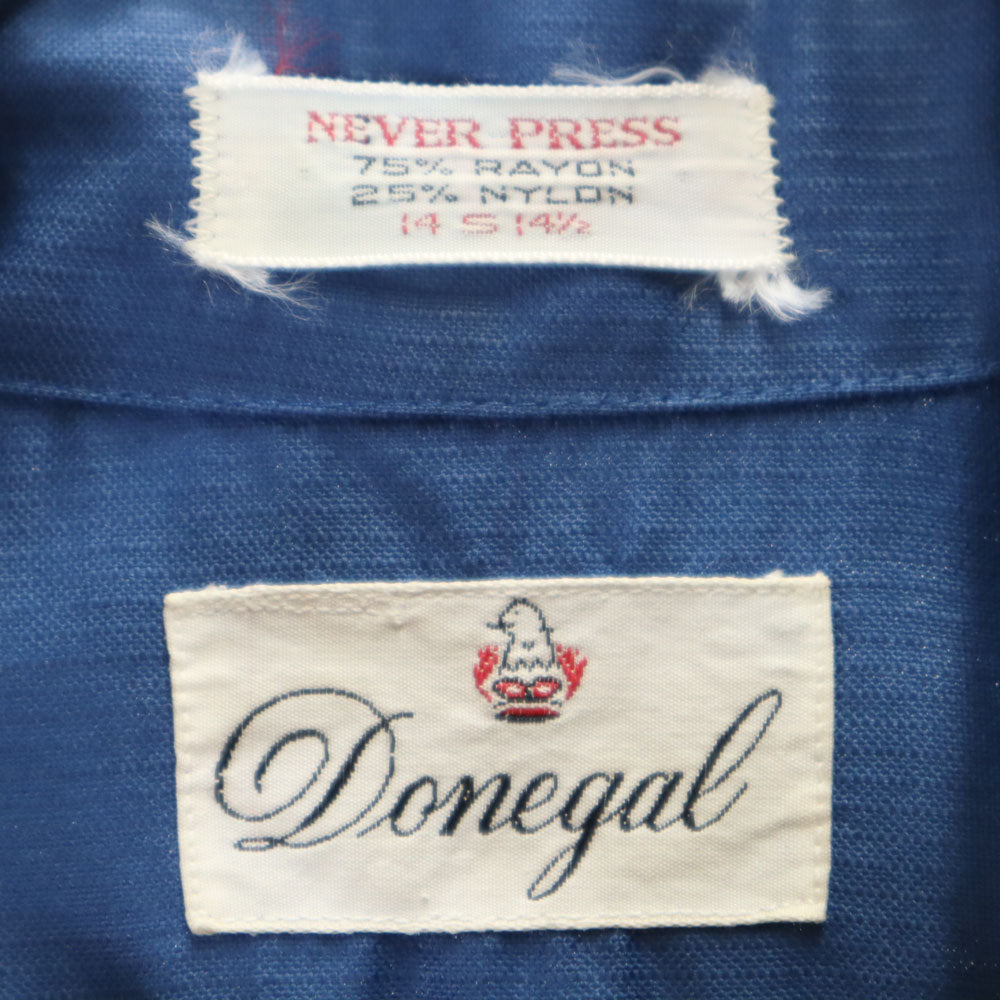 NEVER PRESS
75% RAYON
25% NYLON
14 S 14½
Donegal